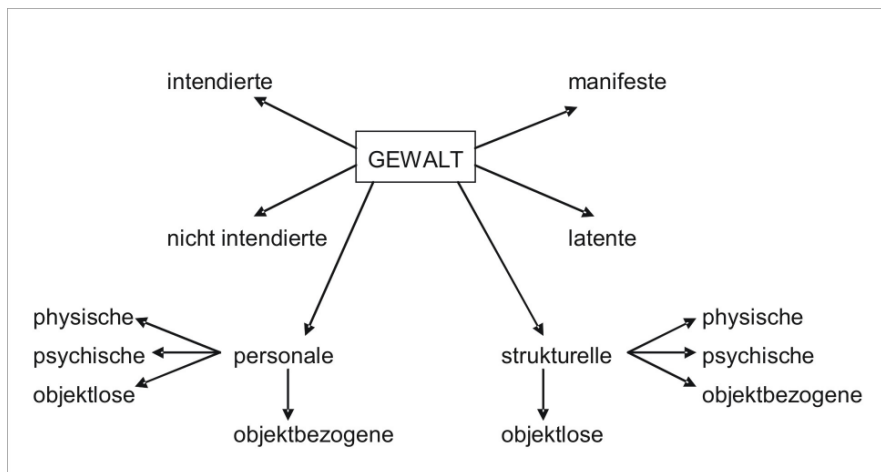 intendierte
manifeste
GEWALT
nicht intendierte
latente
physische
physische
psychische
personale
strukturelle
psychische
objektlose
objektbezogene
objektbezogene
objektlose